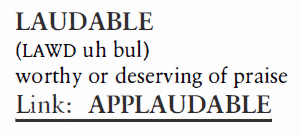 LAUDABLE
(LAWD uh bul)
worthy or deserving of praise
Link: APPLAUDABLE